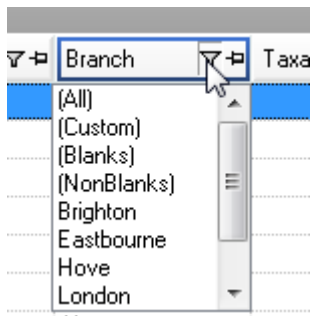 Branch Taxa
(All)
(Custom)
(Blanks)
(NonBlanks)
Brighton
Eastbourne
Hove
London